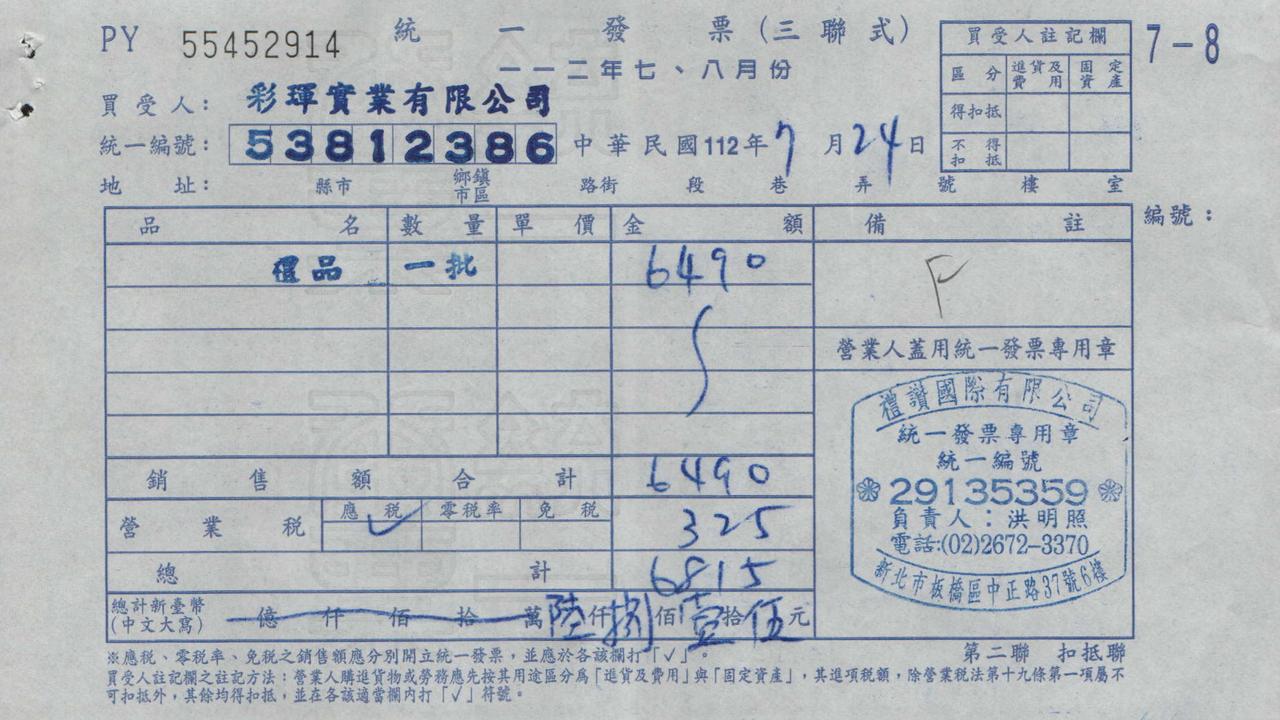 PY 55452914 統一發票(三聯式)
一一二年七、八月份
7-8
買受人註記欄
區分 進貨及費用 固定資產
得扣抵
不得扣抵
買受人: 彩琿實業有限公司
統一編號: 53812386 中華民國112年7月24日
地址: 縣市 鄉鎮市區 路街 段 巷 弄 號 樓 室
品名 數量 單價 金額 備註 編號:
禮品 一批 6490
F
營業人蓋用統一發票專用章
禮讚國際有限公司
統一發票專用章
統一編號
29135359
負責人:洪明照
電話:(02)2672-3370
新北市板橋區中正路37號6樓
銷售額合計 6490
營業稅 應稅 ✓ 零稅率 免稅 325
總計 6815
總計新臺幣(中文大寫) 億仟佰拾萬陸仟捌佰壹拾伍元
※應稅、零稅率、免稅之銷售額應分別開立統一發票,並應於各該欄打「✓」。
第二聯 扣抵聯
買受人註記欄之註記方法:營業人購進貨物或勞務應先按其用途區分為「進貨及費用」與「固定資產」,其進項稅額,除營業稅法第十九條第一項屬不
可扣抵外,其餘均得扣抵,並在各該適當欄內打「✓」符號。